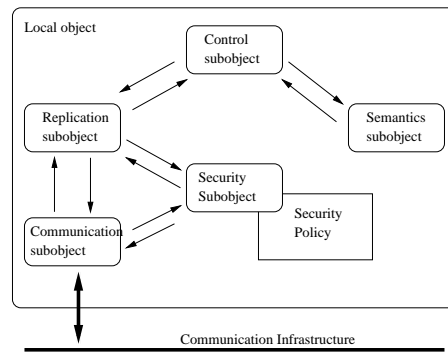 Local object
Control
subobject
Replication
subobject
Semantics
subobject
Security
Subobject
Security
Policy
Communication
subobject
Communication Infrastructure